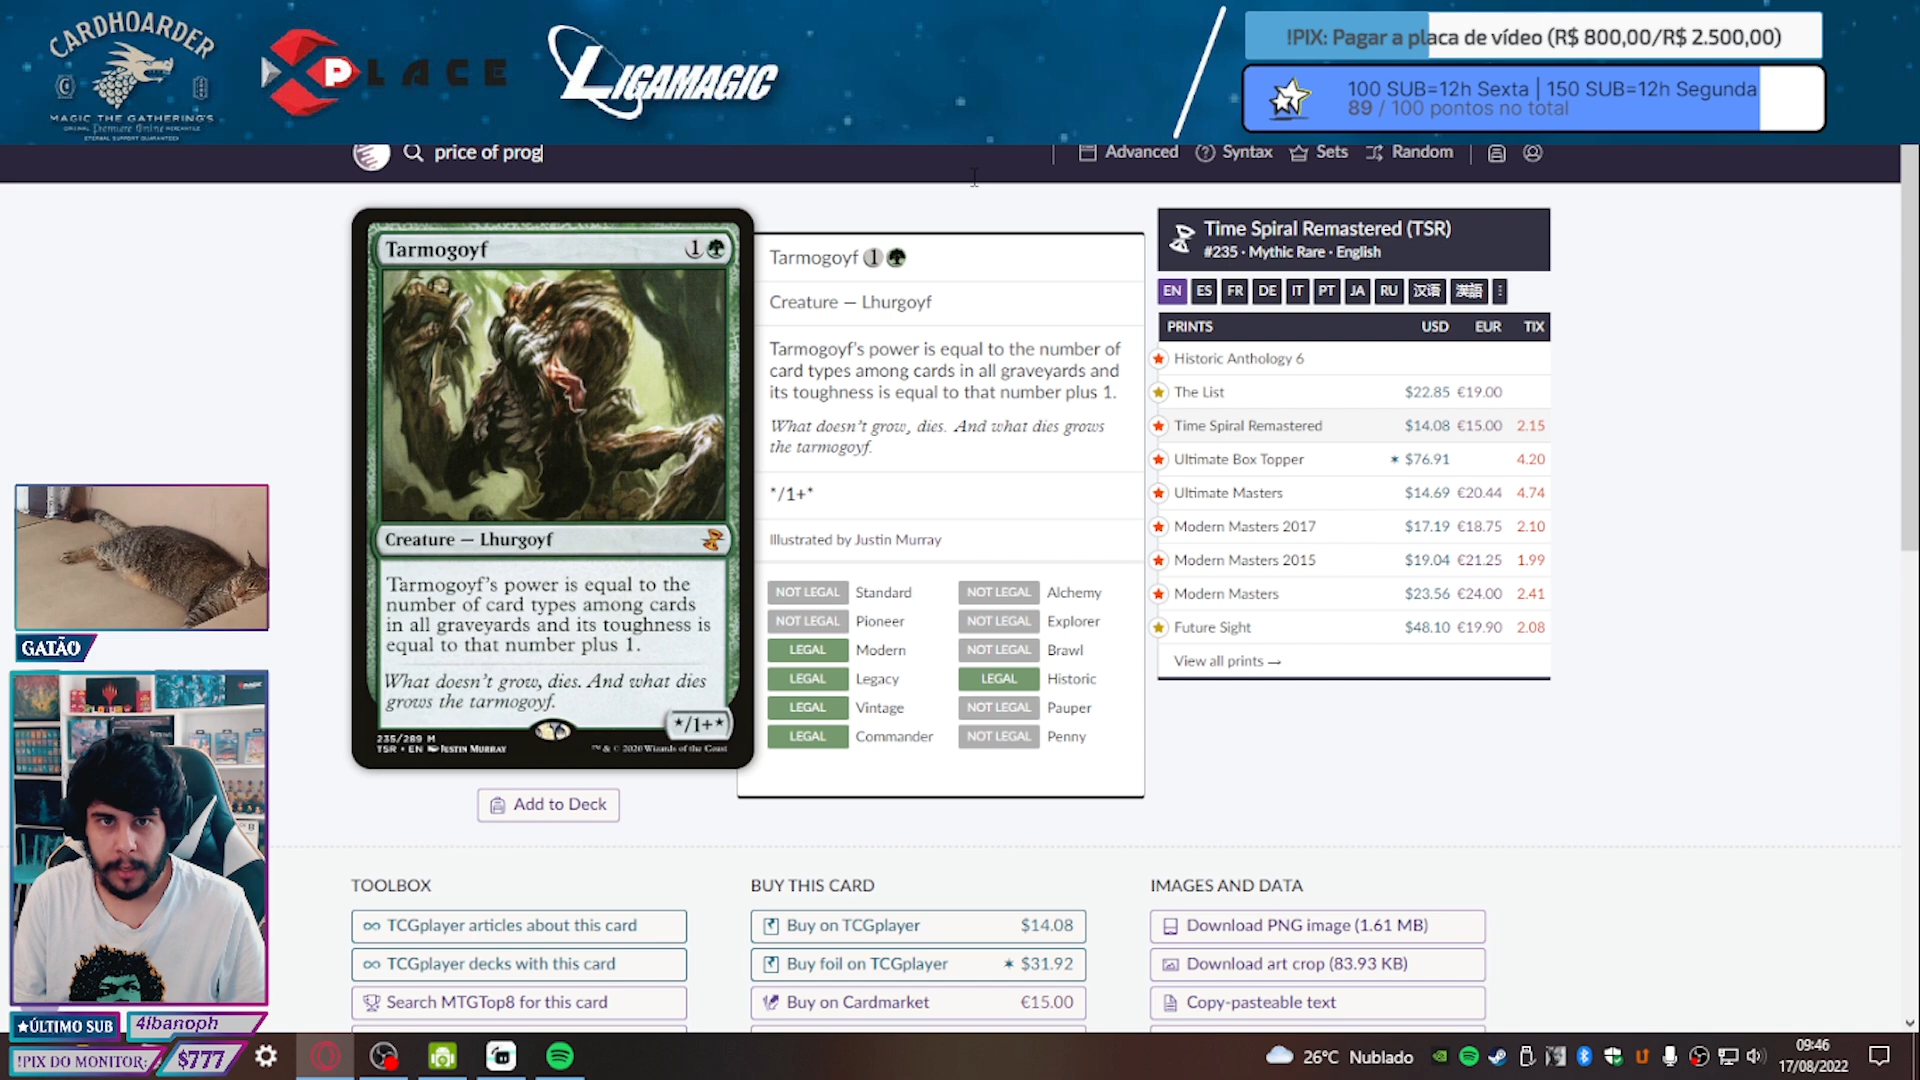 CARDHOARDER
MAGIC THE GATHERING'S
ORIGINAL Premiere Online MERCANTILE
ETERNAL SUPPORT GUARANTEED
XPLACE
LIGAMAGIC
!PIX: Pagar a placa de vídeo (R$ 800,00/R$ 2.500,00)
100 SUB=12h Sexta | 150 SUB=12h Segunda
89 / 100 pontos no total
price of prog
Advanced
Syntax
Sets
Random
Tarmogoyf 1
Creature — Lhurgoyf
Tarmogoyf's power is equal to the
number of card types among cards
in all graveyards and its toughness is
equal to that number plus 1.
What doesn't grow, dies. And what dies
grows the tarmogoyf.
*/1+*
235/289 M
TSR • EN JUSTIN MURRAY
™ & © 2020 Wizards of the Coast
Add to Deck
Tarmogoyf 1
Creature — Lhurgoyf
Tarmogoyf's power is equal to the number of
card types among cards in all graveyards and
its toughness is equal to that number plus 1.
What doesn't grow, dies. And what dies grows
the tarmogoyf.
*/1+*
Illustrated by Justin Murray
NOT LEGAL Standard NOT LEGAL Alchemy
NOT LEGAL Pioneer NOT LEGAL Explorer
LEGAL Modern NOT LEGAL Brawl
LEGAL Legacy LEGAL Historic
LEGAL Vintage NOT LEGAL Pauper
LEGAL Commander NOT LEGAL Penny
Time Spiral Remastered (TSR)
#235 · Mythic Rare · English
EN ES FR DE IT PT JA RU 汉语 漢語
PRINTS USD EUR TIX
Historic Anthology 6
The List $22.85 €19.00
Time Spiral Remastered $14.08 €15.00 2.15
Ultimate Box Topper $76.91 4.20
Ultimate Masters $14.69 €20.44 4.74
Modern Masters 2017 $17.19 €18.75 2.10
Modern Masters 2015 $19.04 €21.25 1.99
Modern Masters $23.56 €24.00 2.41
Future Sight $48.10 €19.90 2.08
View all prints →
GATÃO
TOOLBOX
TCGplayer articles about this card
TCGplayer decks with this card
Search MTGTop8 for this card
BUY THIS CARD
Buy on TCGplayer $14.08
Buy foil on TCGplayer $31.92
Buy on Cardmarket €15.00
IMAGES AND DATA
Download PNG image (1.61 MB)
Download art crop (83.93 KB)
Copy-pasteable text
★ÚLTIMO SUB 4lbanoph
!PIX DO MONITOR: $777
26°C Nublado
09:46
17/08/2022